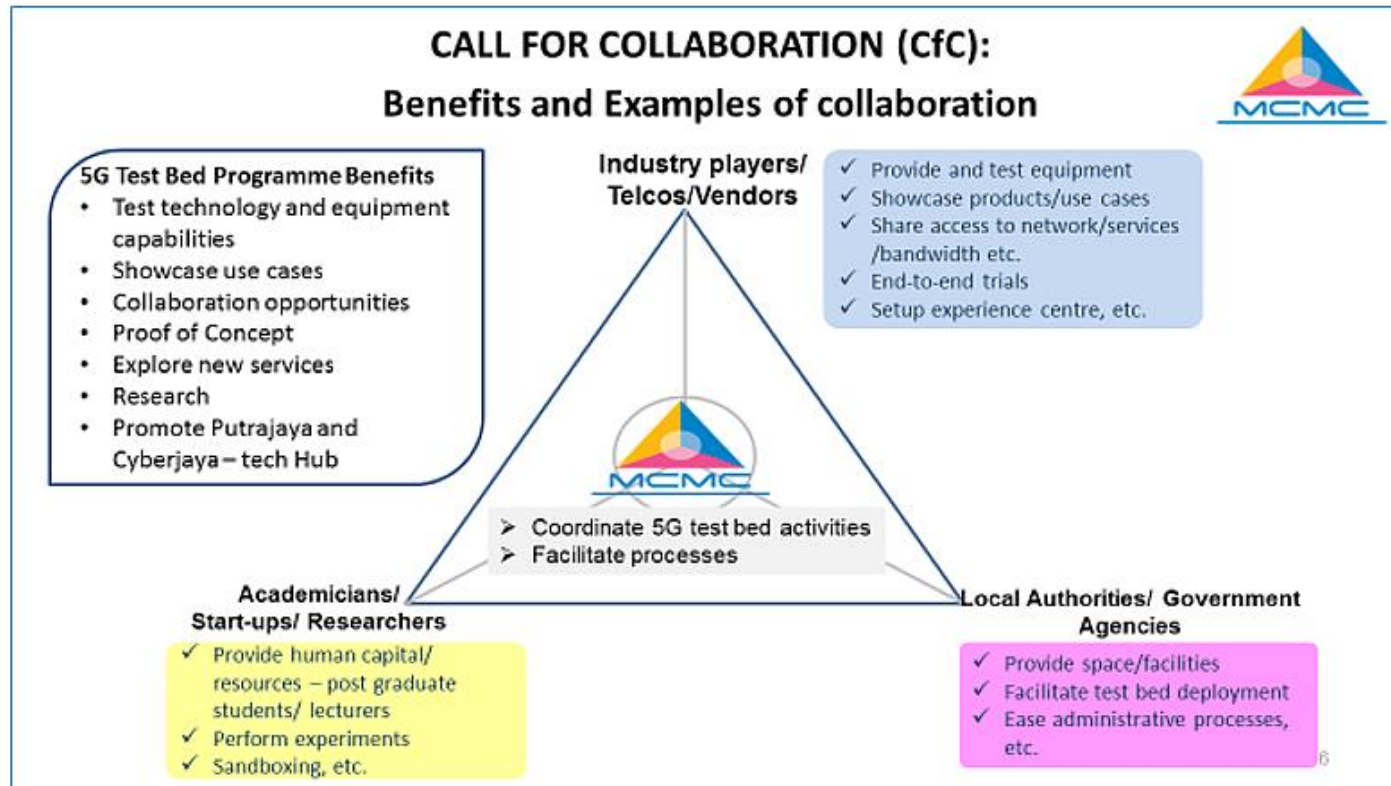 CALL FOR COLLABORATION (CfC):
Benefits and Examples of collaboration
MCMC
5G Test Bed Programme Benefits
• Test technology and equipment
capabilities
• Showcase use cases
• Collaboration opportunities
• Proof of Concept
• Explore new services
• Research
• Promote Putrajaya and
Cyberjaya – tech Hub
Industry players/
Telcos/Vendors
✓ Provide and test equipment
✓ Showcase products/use cases
✓ Share access to network/services
/bandwidth etc.
✓ End-to-end trials
✓ Setup experience centre, etc.
MCMC
➢ Coordinate 5G test bed activities
➢ Facilitate processes
Academicians/
Start-ups/ Researchers
✓ Provide human capital/
resources – post graduate
students/ lecturers
✓ Perform experiments
✓ Sandboxing, etc.
Local Authorities/ Government
Agencies
✓ Provide space/facilities
✓ Facilitate test bed deployment
✓ Ease administrative processes,
etc.
6